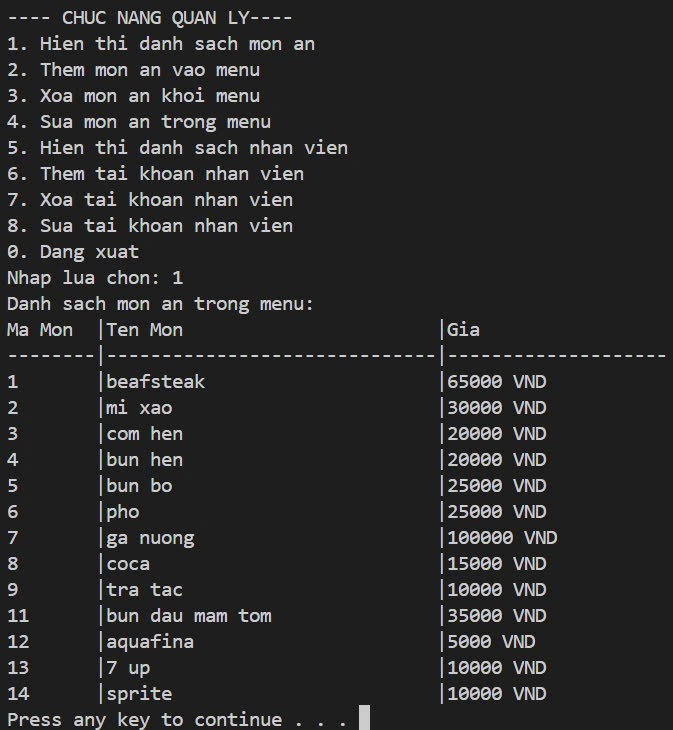 ---- CHUC NANG QUAN LY----
1. Hien thi danh sach mon an
2. Them mon an vao menu
3. Xoa mon an khoi menu
4. Sua mon an trong menu
5. Hien thi danh sach nhan vien
6. Them tai khoan nhan vien
7. Xoa tai khoan nhan vien
8. Sua tai khoan nhan vien
0. Dang xuat
Nhap lua chon: 1
Danh sach mon an trong menu:
Ma Mon  |Ten Mon                       |Gia
--------|------------------------------|--------------------
1       |beafsteak                     |65000 VND
2       |mi xao                        |30000 VND
3       |com hen                       |20000 VND
4       |bun hen                       |20000 VND
5       |bun bo                        |25000 VND
6       |pho                           |25000 VND
7       |ga nuong                      |100000 VND
8       |coca                          |15000 VND
9       |tra tac                       |10000 VND
11      |bun dau mam tom               |35000 VND
12      |aquafina                      |5000 VND
13      |7 up                          |10000 VND
14      |sprite                        |10000 VND
Press any key to continue . . .